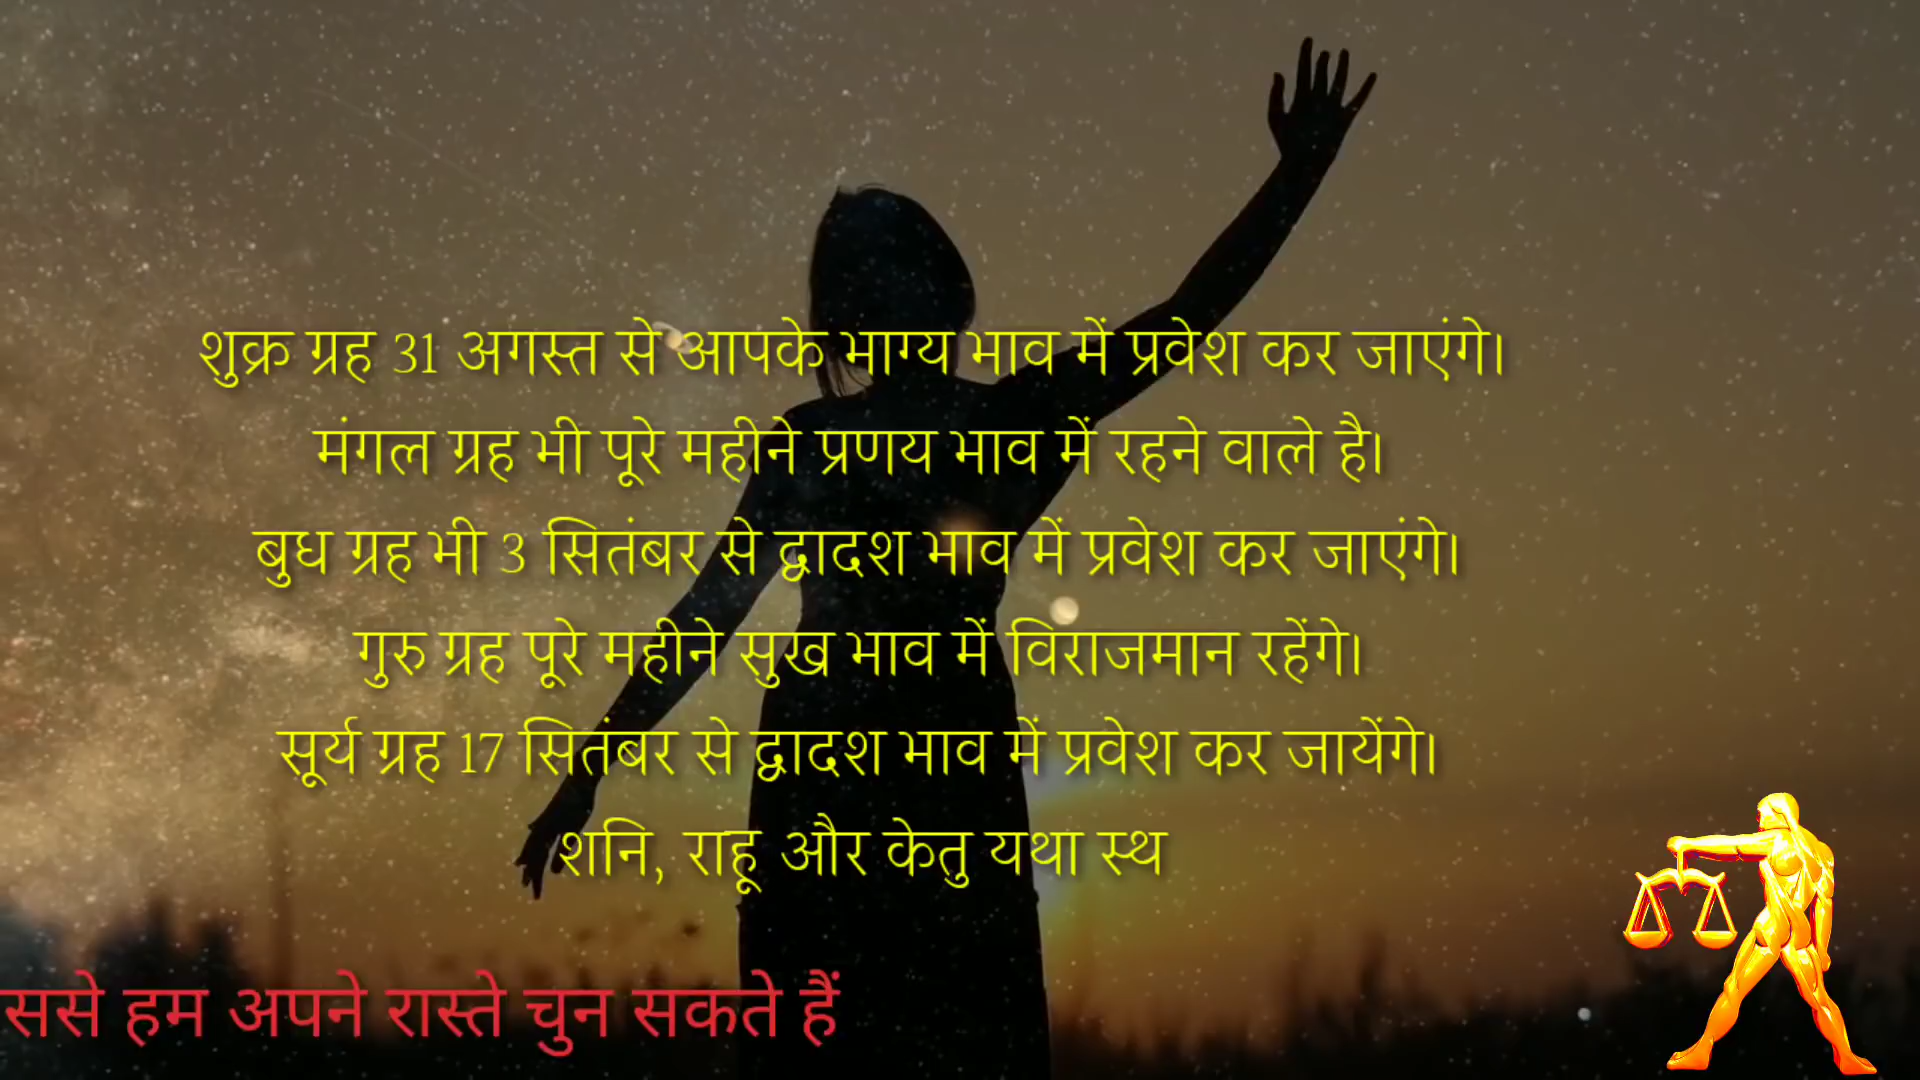 शुक्र ग्रह 31 अगस्त से आपके भाग्य भाव में प्रवेश कर जाएंगे।
मंगल ग्रह भी पूरे महीने प्रणय भाव में रहने वाले है।
बुध ग्रह भी 3 सितंबर से द्वादश भाव में प्रवेश कर जाएंगे।
गुरु ग्रह पूरे महीने सुख भाव में विराजमान रहेंगे।
सूर्य ग्रह 17 सितंबर से द्वादश भाव में प्रवेश कर जायेंगे।
शनि, राहू और केतु यथा स्थ
ससे हम अपने रास्ते चुन सकते हैं